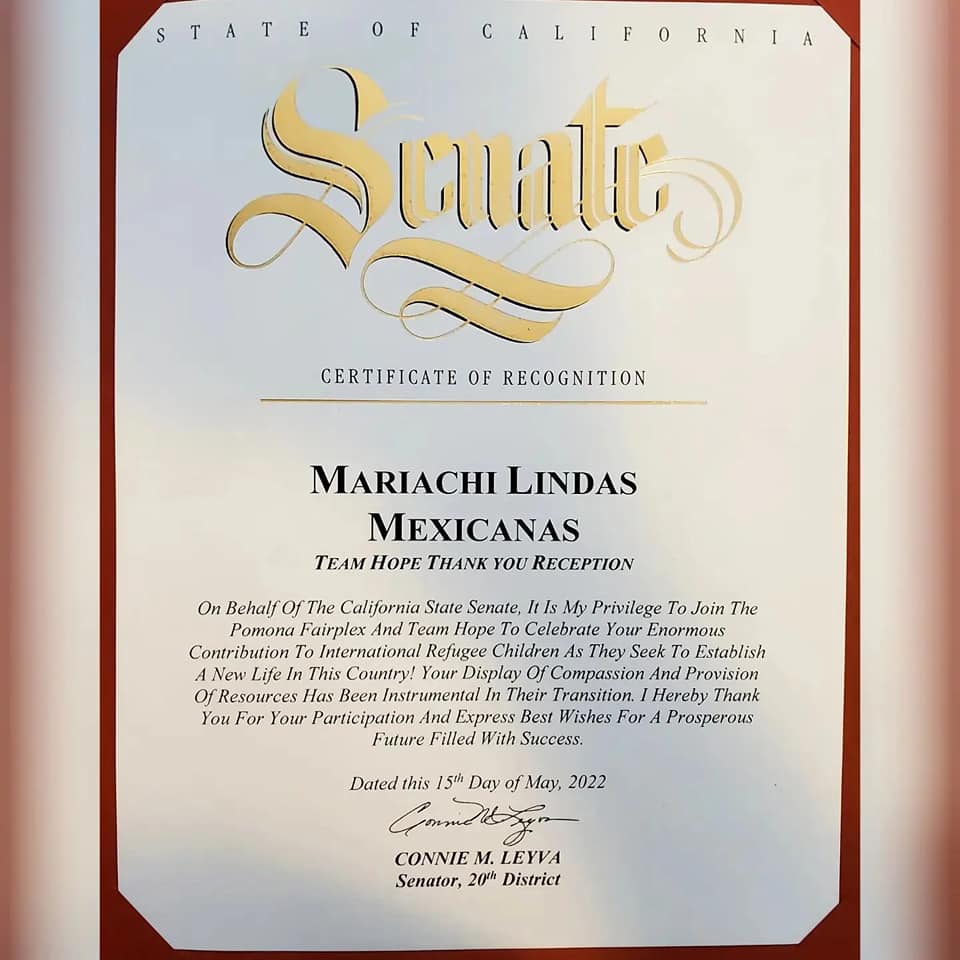 STATE OF CALIFORNIA
Senate
CERTIFICATE OF RECOGNITION
MARIACHI LINDAS
MEXICANAS
TEAM HOPE THANK YOU RECEPTION
On Behalf Of The California State Senate, It Is My Privilege To Join The
Pomona Fairplex And Team Hope To Celebrate Your Enormous
Contribution To International Refugee Children As They Seek To Establish
A New Life In This Country! Your Display Of Compassion And Provision
Of Resources Has Been Instrumental In Their Transition. I Hereby Thank
You For Your Participation And Express Best Wishes For A Prosperous
Future Filled With Success.
Dated this 15th Day of May, 2022
Connie M Leyva
CONNIE M. LEYVA
Senator, 20th District